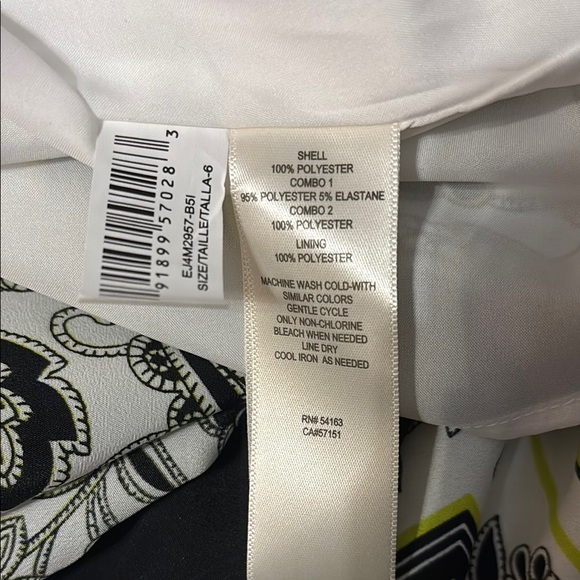 91899 57028 3
EJ4M2957-B5I
SIZE/TAILLE/TALLA-6
SHELL
100% POLYESTER
COMBO 1
95% POLYESTER 5% ELASTANE
COMBO 2
100% POLYESTER
LINING
100% POLYESTER
MACHINE WASH COLD-WITH
SIMILAR COLORS
GENTLE CYCLE
ONLY NON-CHLORINE
BLEACH WHEN NEEDED
LINE DRY
COOL IRON AS NEEDED
RN# 54163
CA#57151